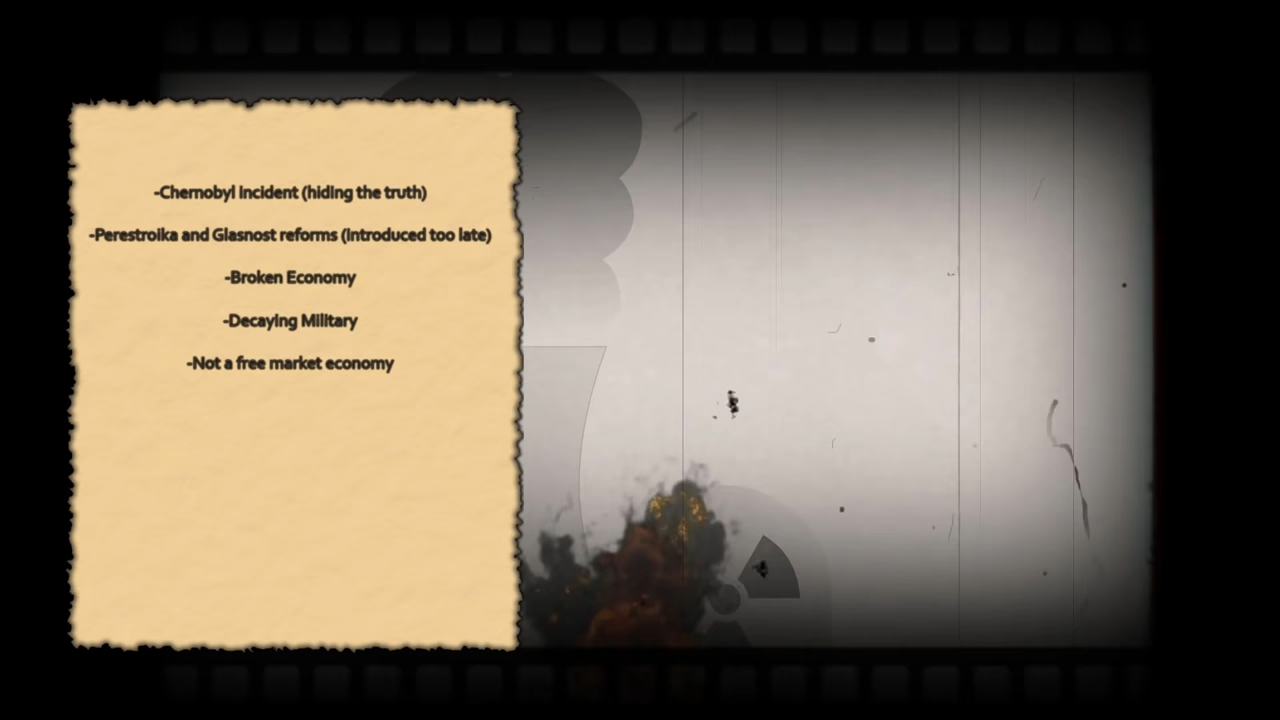 -Chernobyl incident (hiding the truth)
-Perestroika and Glasnost reforms (introduced too late)
-Broken Economy
-Decaying Military
-Not a free market economy